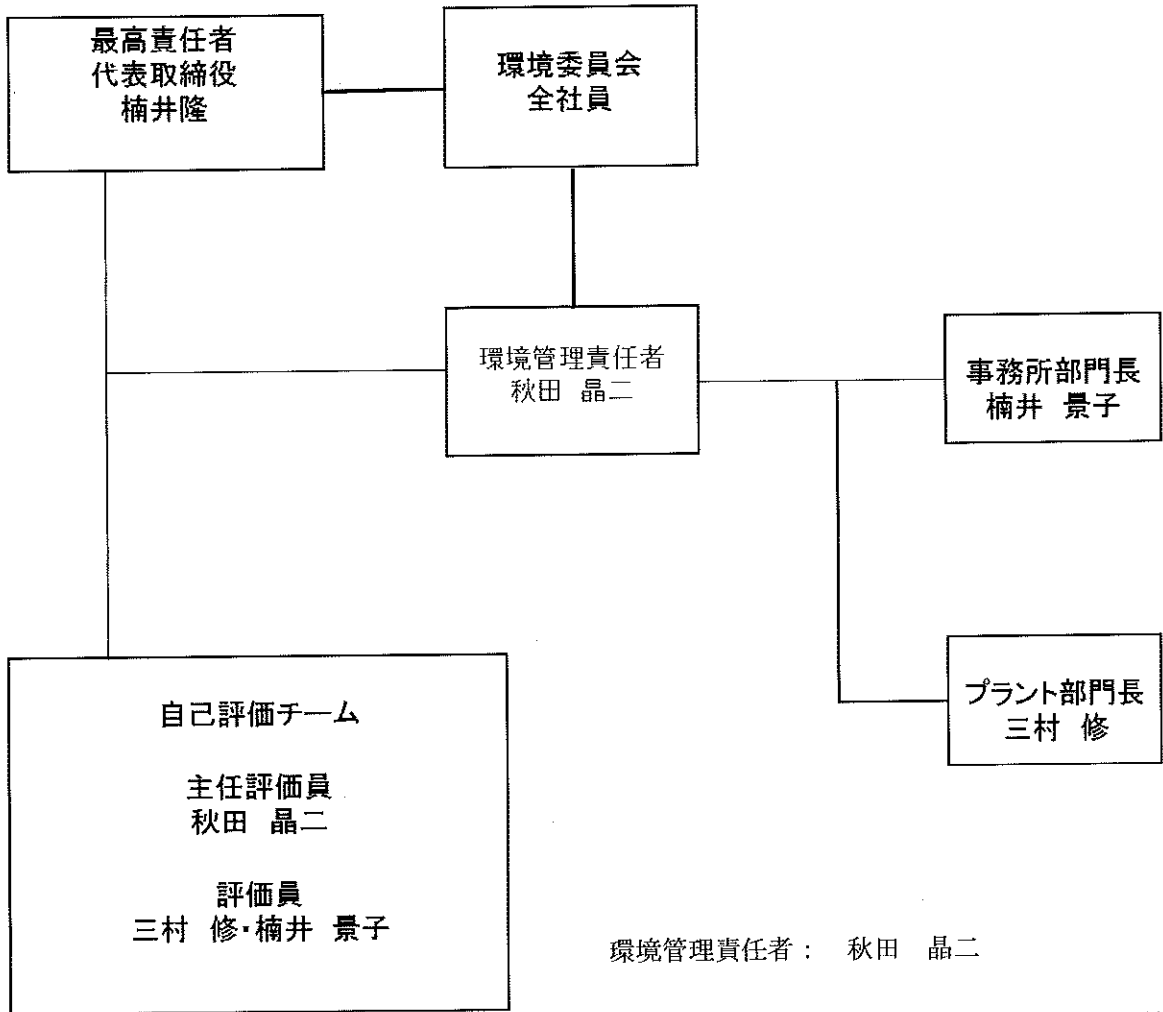 最高責任者
代表取締役
楠井隆
環境委員会
全社員
環境管理責任者
秋田　晶二
事務所部門長
楠井　景子
プラント部門長
三村　修
自己評価チーム
主任評価員
秋田　晶二
評価員
三村　修・楠井　景子
環境管理責任者：　秋田　晶二